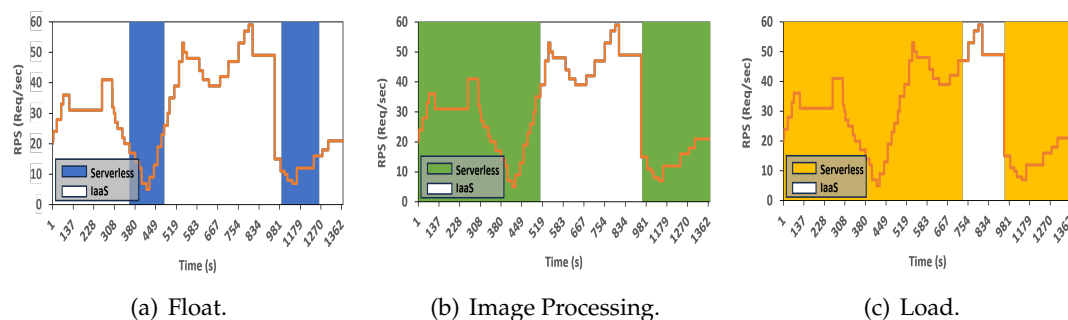 60
50
40
30
20
10
0
RPS (Req/sec)
Serverless
IaaS
1 137 228 308 380 449 519 583 667 754 834 981 1179 1270 1362
Time (s)
(a) Float.
60
50
40
30
20
10
0
RPS (Req/sec)
Serverless
IaaS
1 137 228 308 380 449 519 583 667 754 834 981 1179 1270 1362
Time (s)
(b) Image Processing.
60
50
40
30
20
10
0
RPS (Req/sec)
Serverless
IaaS
1 137 228 308 380 449 519 583 667 754 834 981 1179 1270 1362
Time (s)
(c) Load.